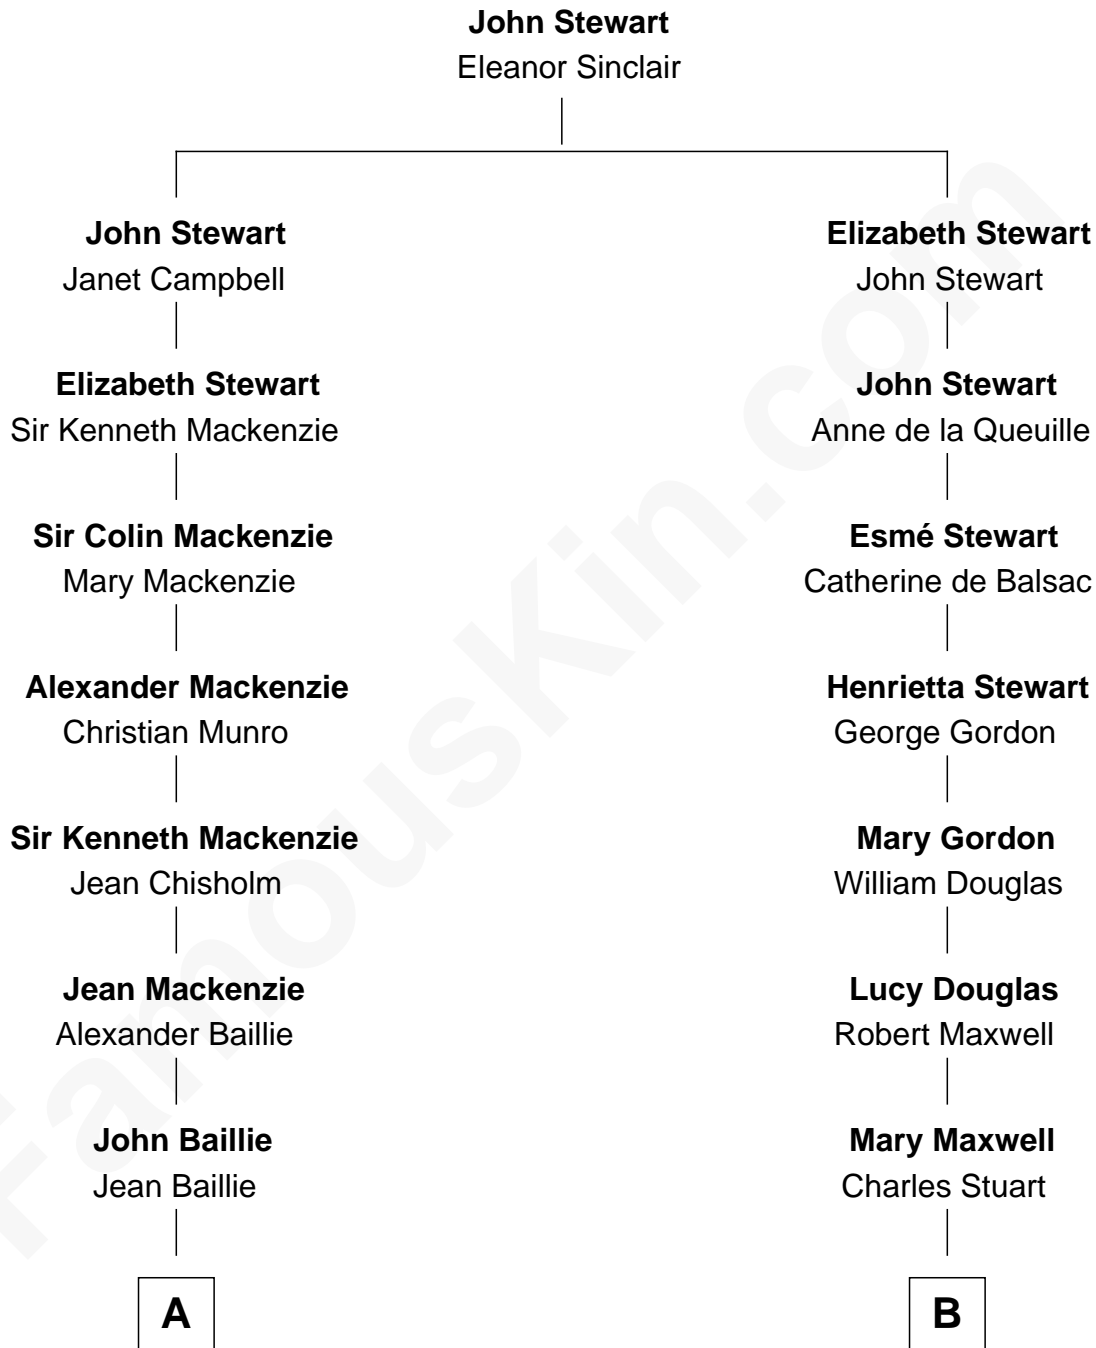 John Stewart
Eleanor Sinclair
John Stewart
Janet Campbell
Elizabeth Stewart
John Stewart
Elizabeth Stewart
Sir Kenneth Mackenzie
John Stewart
Anne de la Queuille
Sir Colin Mackenzie
Mary Mackenzie
Esmé Stewart
Catherine de Balsac
Alexander Mackenzie
Christian Munro
Henrietta Stewart
George Gordon
Sir Kenneth Mackenzie
Jean Chisholm
Mary Gordon
William Douglas
Jean Mackenzie
Alexander Baillie
Lucy Douglas
Robert Maxwell
John Baillie
Jean Baillie
Mary Maxwell
Charles Stuart
A
B
FamousKin.com